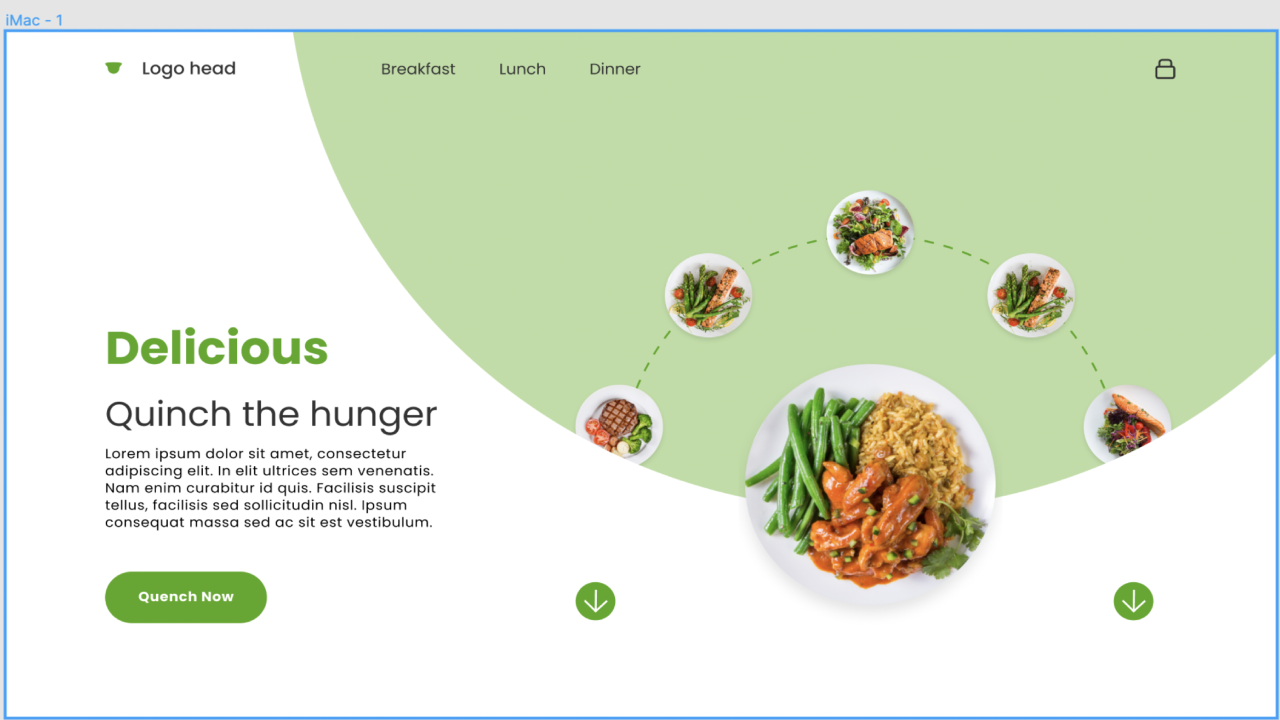 iMac - 1
Logo head
Breakfast
Lunch
Dinner
Delicious
Quinch the hunger
Lorem ipsum dolor sit amet, consectetur
adipiscing elit. In elit ultrices sem venenatis.
Nam enim curabitur id quis. Facilisis suscipit
tellus, facilisis sed sollicitudin nisl. Ipsum
consequat massa sed ac sit est vestibulum.
Quench Now